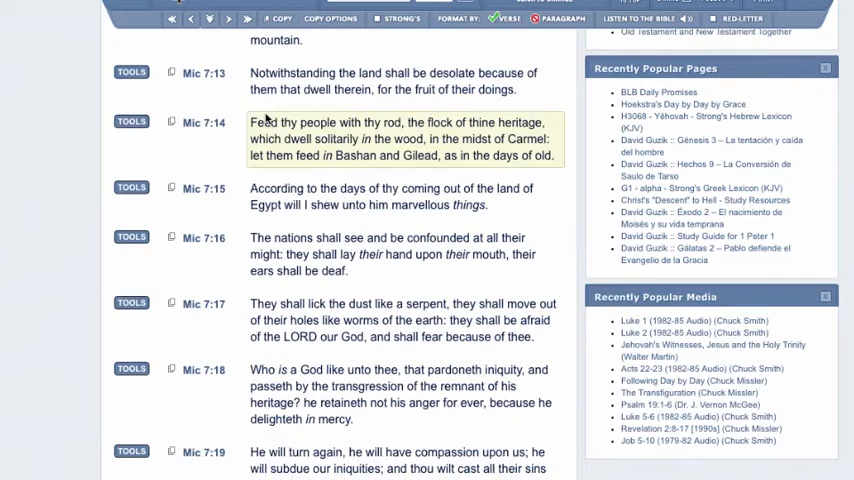 COPY
COPY OPTIONS
STRONG'S
FORMAT BY:
VERSE
PARAGRAPH
LISTEN TO THE BIBLE
RED-LETTER
mountain.
TOOLS
Mic 7:13
Notwithstanding the land shall be desolate because of
them that dwell therein, for the fruit of their doings.
TOOLS
Mic 7:14
Feed thy people with thy rod, the flock of thine heritage,
which dwell solitarily in the wood, in the midst of Carmel:
let them feed in Bashan and Gilead, as in the days of old.
TOOLS
Mic 7:15
According to the days of thy coming out of the land of
Egypt will I shew unto him marvellous things.
TOOLS
Mic 7:16
The nations shall see and be confounded at all their
might: they shall lay their hand upon their mouth, their
ears shall be deaf.
TOOLS
Mic 7:17
They shall lick the dust like a serpent, they shall move out
of their holes like worms of the earth: they shall be afraid
of the LORD our God, and shall fear because of thee.
TOOLS
Mic 7:18
Who is a God like unto thee, that pardoneth iniquity, and
passeth by the transgression of the remnant of his
heritage? he retaineth not his anger for ever, because he
delighteth in mercy.
TOOLS
Mic 7:19
He will turn again, he will have compassion upon us; he
will subdue our iniquities; and thou wilt cast all their sins
Old Testament and New Testament Together
Recently Popular Pages
BLB Daily Promises
Hoekstra's Day by Day by Grace
H3068 - Yĕhovah - Strong's Hebrew Lexicon
(KJV)
David Guzik :: Génesis 3 – La tentación y caída
del hombre
David Guzik :: Hechos 9 – La Conversión de
Saulo de Tarso
G1 - alpha - Strong's Greek Lexicon (KJV)
Christ's "Descent" to Hell - Study Resources
David Guzik :: Éxodo 2 – El nacimiento de
Moisés y su vida temprana
David Guzik :: Study Guide for 1 Peter 1
David Guzik :: Gálatas 2 – Pablo defiende el
Evangelio de la Gracia
Recently Popular Media
Luke 1 (1982-85 Audio) (Chuck Smith)
Luke 2 (1982-85 Audio) (Chuck Smith)
Jehovah's Witnesses, Jesus and the Holy Trinity
(Walter Martin)
Acts 22-23 (1982-85 Audio) (Chuck Smith)
Following Day by Day (Chuck Missler)
The Transfiguration (Chuck Missler)
Psalm 19:1-6 (Dr. J. Vernon McGee)
Luke 5-6 (1982-85 Audio) (Chuck Smith)
Revelation 2:8-17 [1990s] (Chuck Missler)
Job 5-10 (1979-82 Audio) (Chuck Smith)